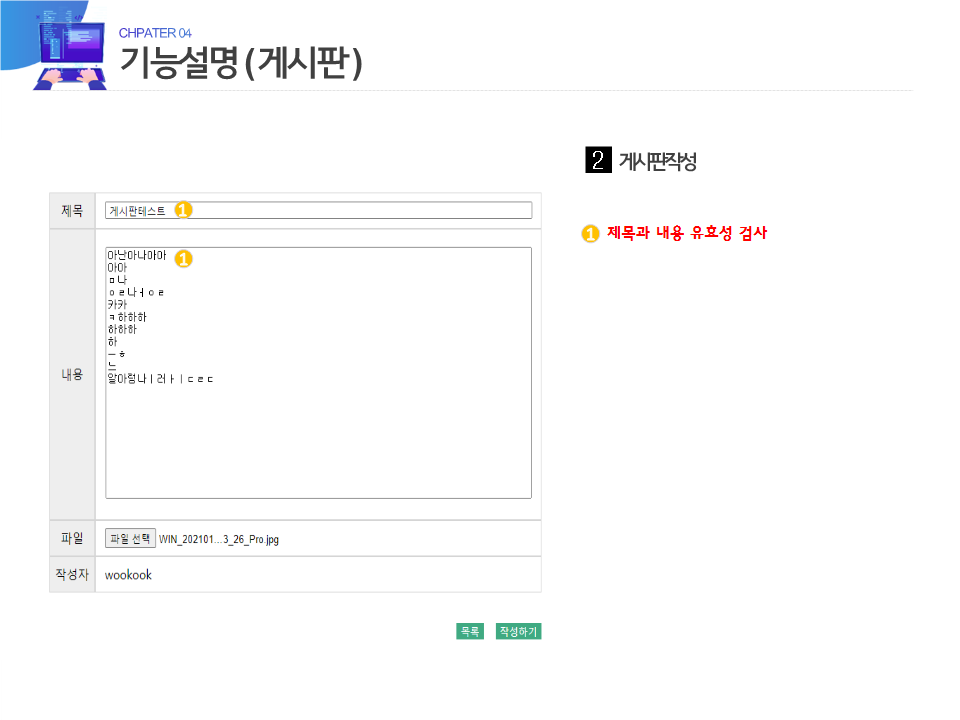 CHPATER 04
기능설명 ( 게시판 )
2 게시판작성
1 제목과 내용 유효성 검사
제목 게시판테스트 1
내용
아난아나아아 1
아아
ㅁ나
ㅇㄹ나ㅓㅇㄹ
카카
ㅋ하하하
하하하
하
ㅡㅎ
느
알아렁나ㅣ러ㅏㅣㄷㄹㄷ
파일 파일 선택 WIN_202101...3_26_Pro.jpg
작성자 wookook
목록 작성하기